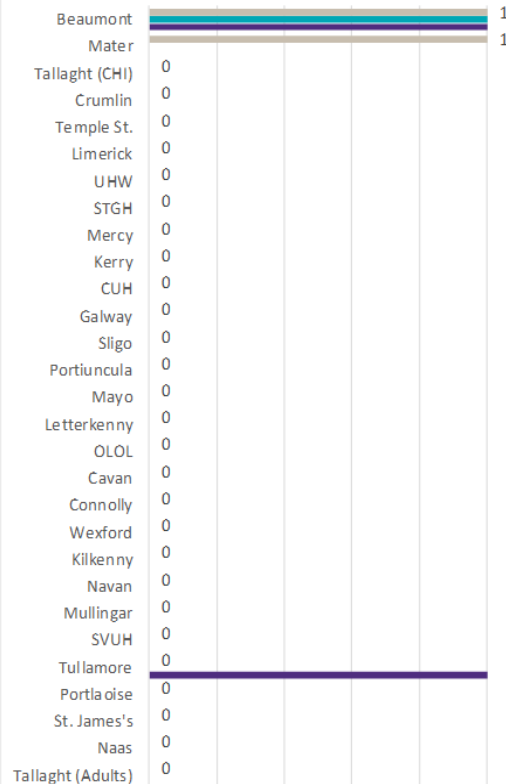 Beaumont 1
Mater 1
Tallaght (CHI) 0
Crumlin 0
Temple St. 0
Limerick 0
UHW 0
STGH 0
Mercy 0
Kerry 0
CUH 0
Galway 0
Sligo 0
Portiuncula 0
Mayo 0
Letterkenny 0
OLOL 0
Cavan 0
Connolly 0
Wexford 0
Kilkenny 0
Navan 0
Mullingar 0
SVUH 0
Tullamore 0
Portlaoise 0
St. James's 0
Naas 0
Tallaght (Adults) 0